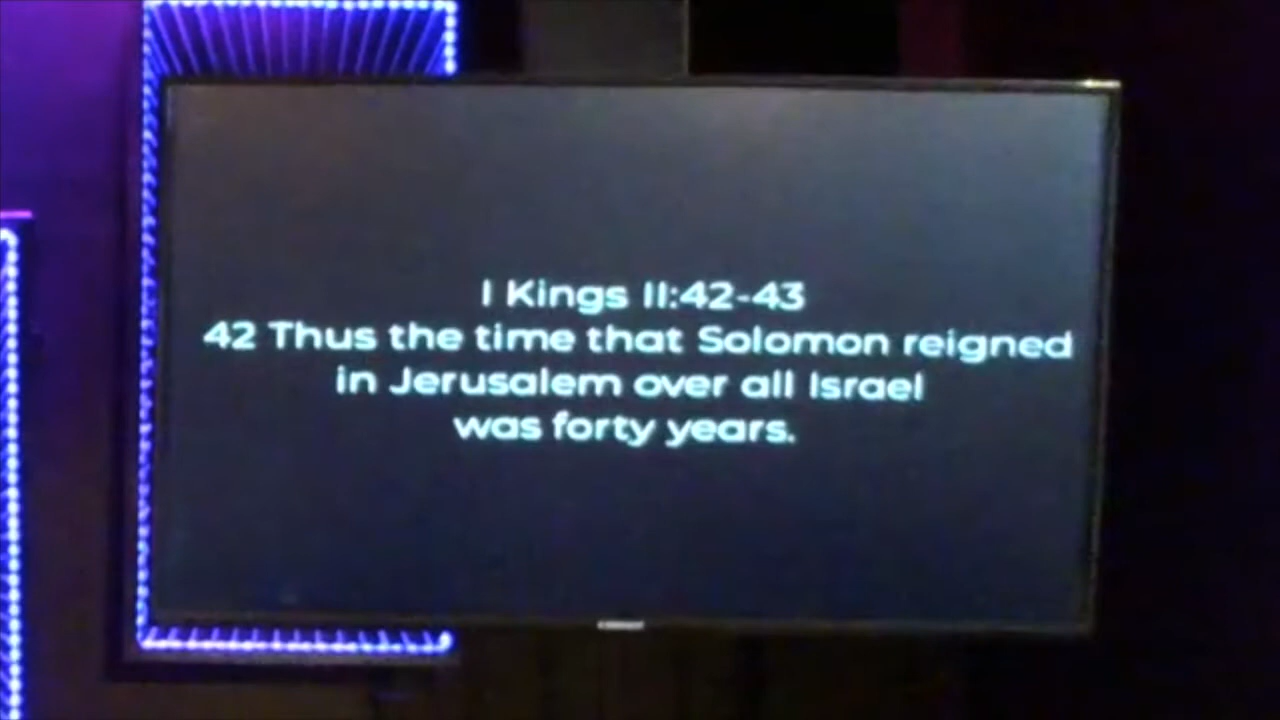 1 Kings 11:42-43
42 Thus the time that Solomon reigned
in Jerusalem over all Israel
was forty years.